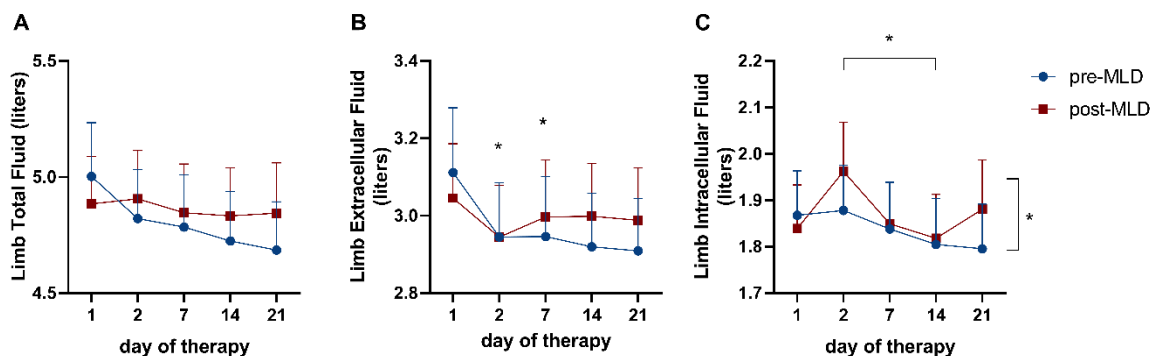 A
Limb Total Fluid (liters)
5.5
5.0
4.5
1
2
7
14
21
day of therapy
B
Limb Extracellular Fluid
(liters)
3.4
3.2
3.0
2.8
*
*
1
2
7
14
21
day of therapy
C
Limb Intracellular Fluid
(liters)
2.2
2.1
2.0
1.9
1.8
1.7
*
*
1
2
7
14
21
day of therapy
pre-MLD
post-MLD